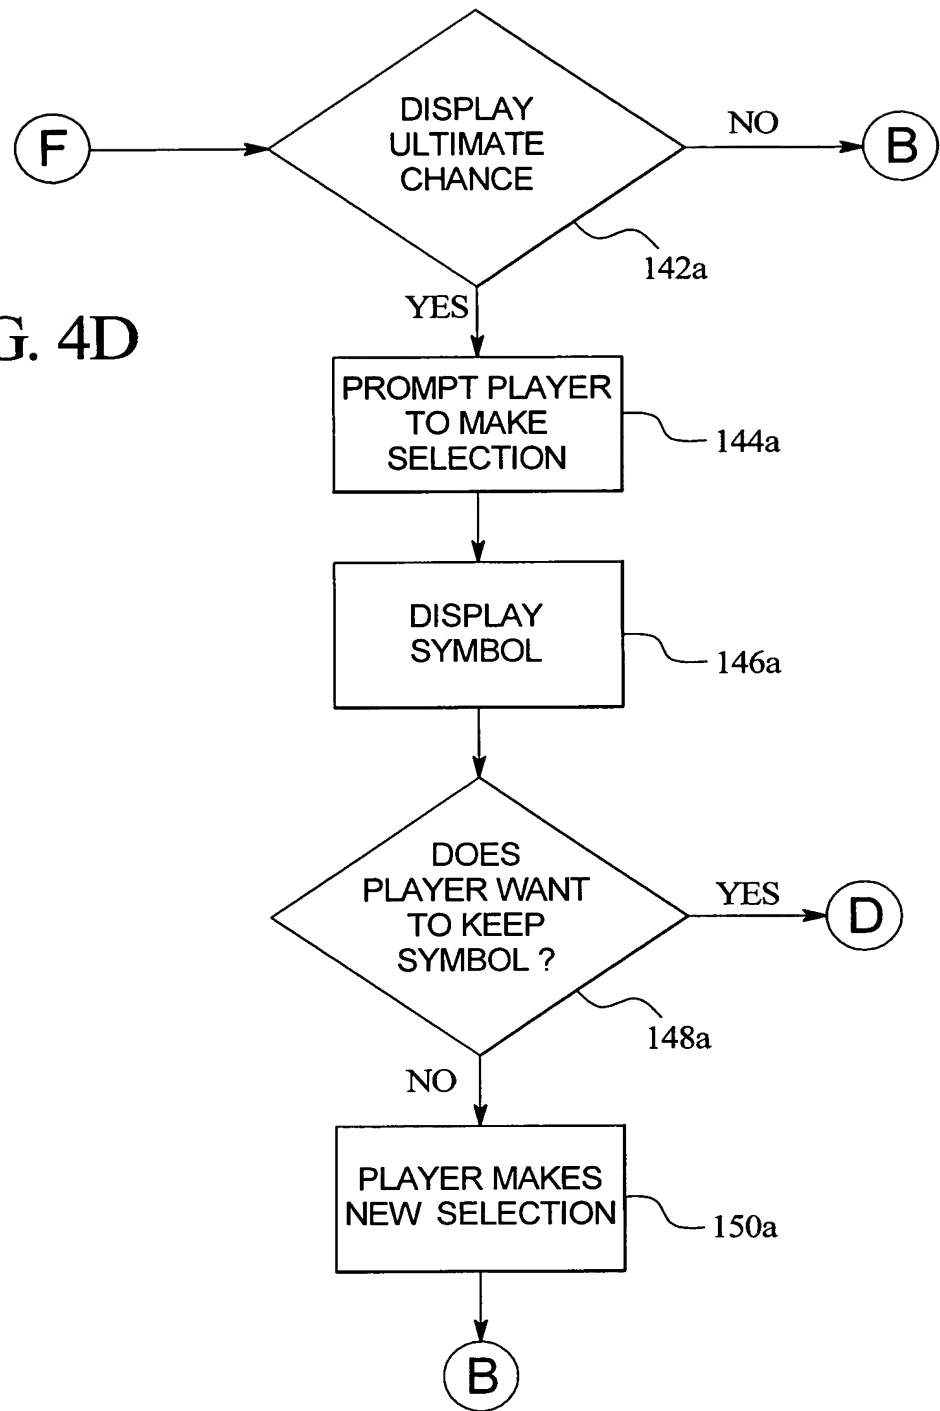 DISPLAY
ULTIMATE
CHANCE
F
NO
B
142a
YES
G. 4D
PROMPT PLAYER
TO MAKE
SELECTION
144a
DISPLAY
SYMBOL
146a
DOES
PLAYER WANT
TO KEEP
SYMBOL ?
YES
D
148a
NO
PLAYER MAKES
NEW SELECTION
150a
B